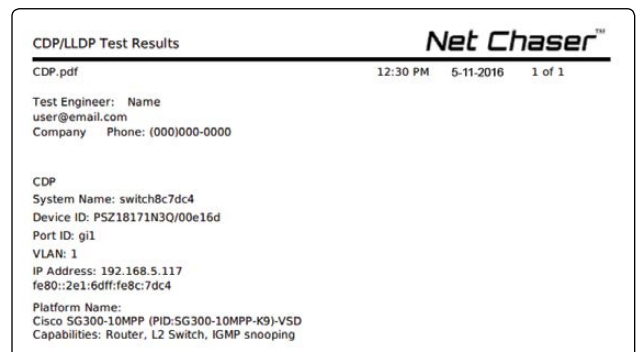 CDP/LLDP Test Results Net Chaser™
CDP.pdf 12:30 PM 5-11-2016 1 of 1
Test Engineer: Name
user@email.com
Company Phone: (000)000-0000
CDP
System Name: switch8c7dc4
Device ID: PSZ18171N3Q/00e16d
Port ID: gi1
VLAN: 1
IP Address: 192.168.5.117
fe80::2e1:6dff:fe8c:7dc4
Platform Name:
Cisco SG300-10MPP (PID:SG300-10MPP-K9)-VSD
Capabilities: Router, L2 Switch, IGMP snooping